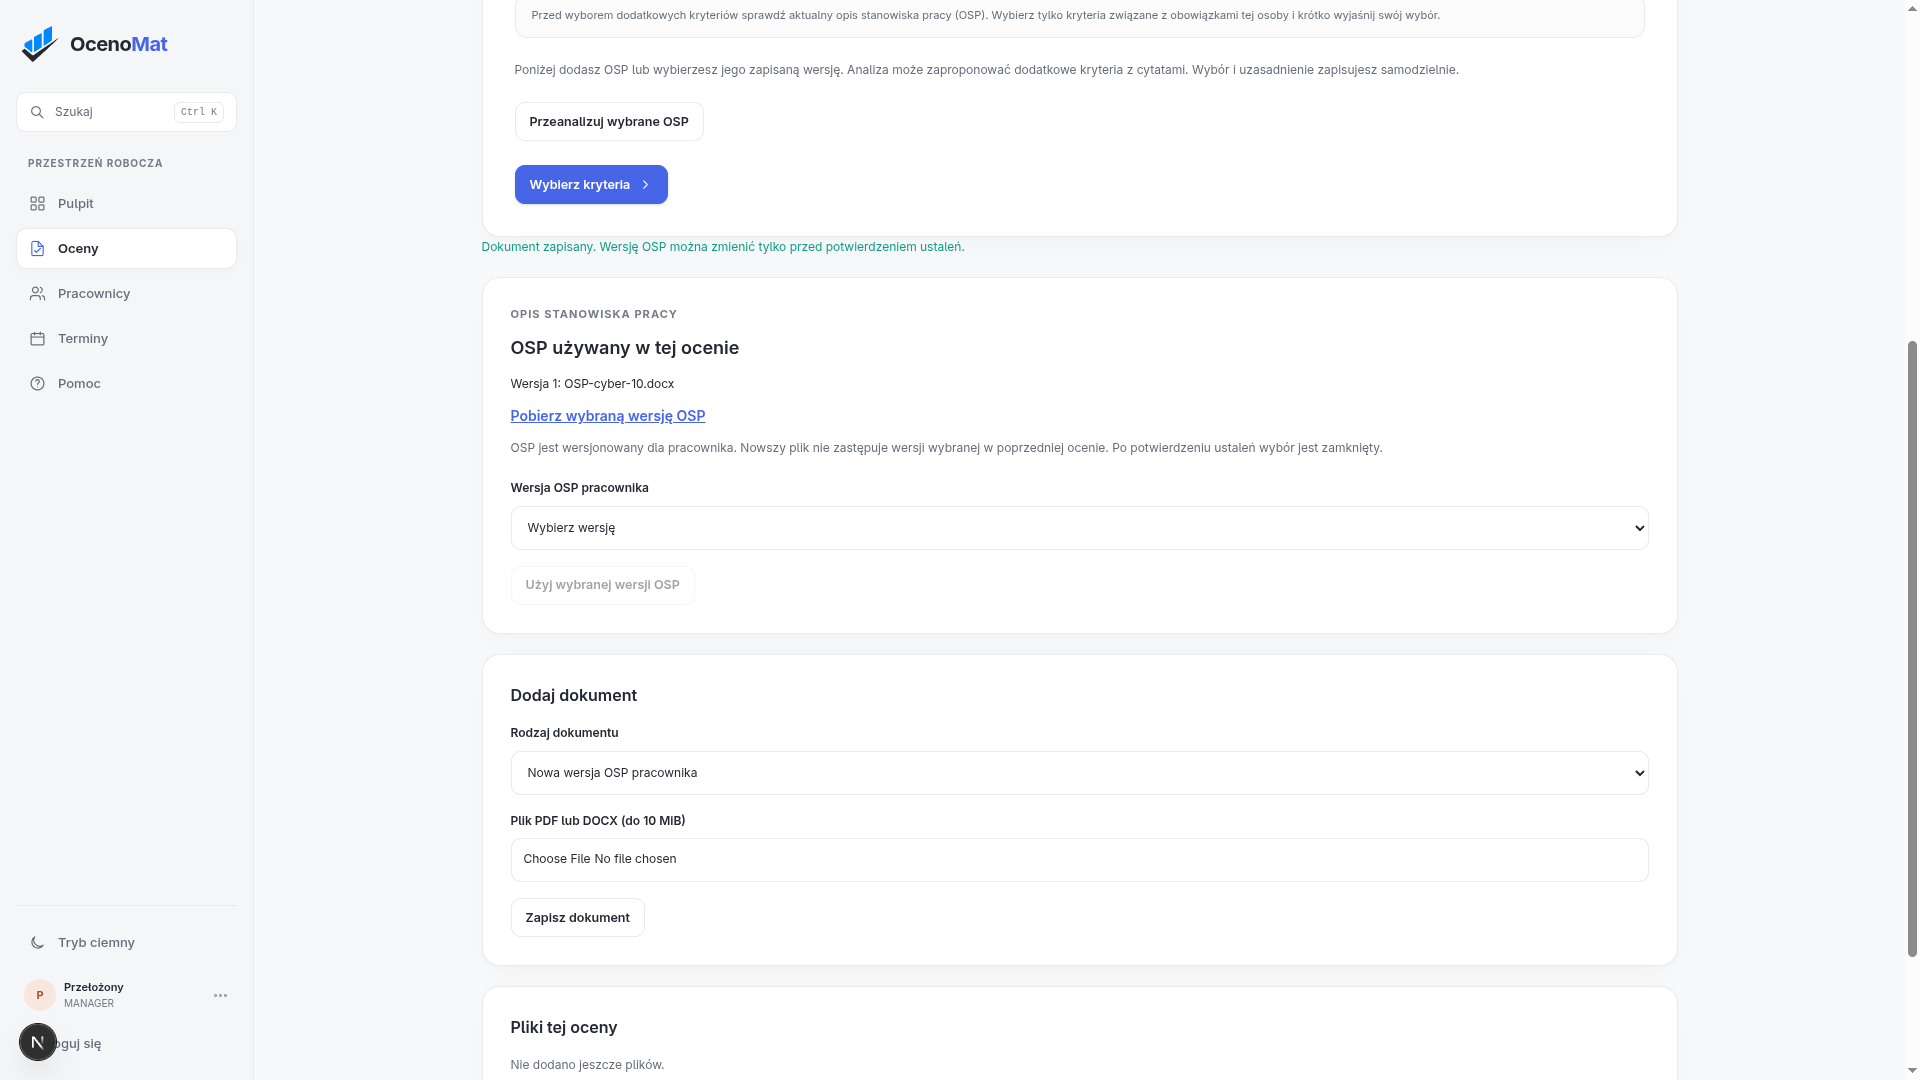 OcenoMat
Szukaj
Ctrl K
PRZESTRZEŃ ROBOCZA
Pulpit
Oceny
Pracownicy
Terminy
Pomoc
Tryb ciemny
P
Przełożony
MANAGER
N
oguj się
Przed wyborem dodatkowych kryteriów sprawdź aktualny opis stanowiska pracy (OSP). Wybierz tylko kryteria związane z obowiązkami tej osoby i krótko wyjaśnij swój wybór.
Poniżej dodasz OSP lub wybierzesz jego zapisaną wersję. Analiza może zaproponować dodatkowe kryteria z cytatami. Wybór i uzasadnienie zapisujesz samodzielnie.
Przeanalizuj wybrane OSP
Wybierz kryteria
Dokument zapisany. Wersję OSP można zmienić tylko przed potwierdzeniem ustaleń.
OPIS STANOWISKA PRACY
OSP używany w tej ocenie
Wersja 1: OSP-cyber-10.docx
Pobierz wybraną wersję OSP
OSP jest wersjonowany dla pracownika. Nowszy plik nie zastępuje wersji wybranej w poprzedniej ocenie. Po potwierdzeniu ustaleń wybór jest zamknięty.
Wersja OSP pracownika
Wybierz wersję
Użyj wybranej wersji OSP
Dodaj dokument
Rodzaj dokumentu
Nowa wersja OSP pracownika
Plik PDF lub DOCX (do 10 MiB)
Choose File No file chosen
Zapisz dokument
Pliki tej oceny
Nie dodano jeszcze plików.